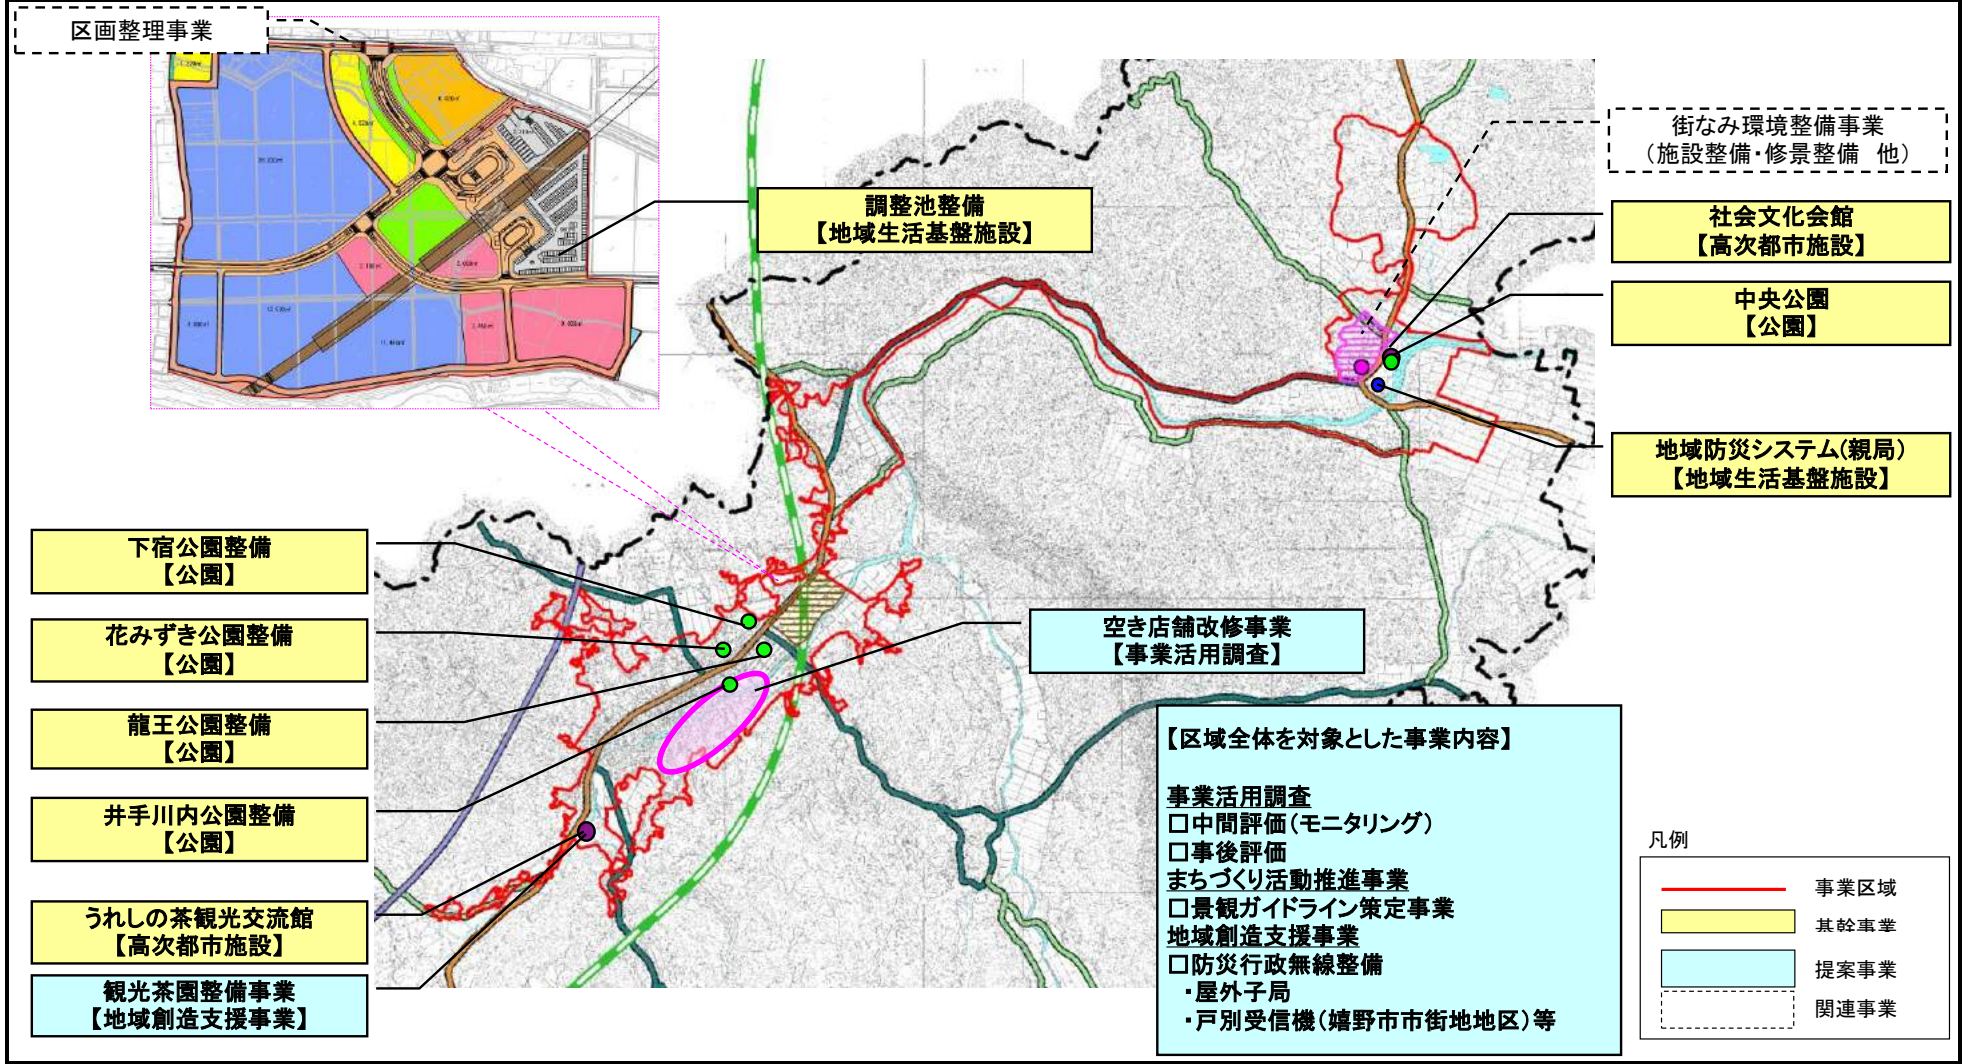 区画整理事業
街なみ環境整備事業
（施設整備・修景整備　他）
調整池整備
【地域生活基盤施設】
社会文化会館
【高次都市施設】
中央公園
【公園】
地域防災システム（親局）
【地域生活基盤施設】
下宿公園整備
【公園】
花みずき公園整備
【公園】
龍王公園整備
【公園】
井手川内公園整備
【公園】
うれしの茶観光交流館
【高次都市施設】
観光茶園整備事業
【地域創造支援事業】
空き店舗改修事業
【事業活用調査】
【区域全体を対象とした事業内容】
事業活用調査
□中間評価（モニタリング）
□事後評価
まちづくり活動推進事業
□景観ガイドライン策定事業
地域創造支援事業
□防災行政無線整備
・屋外子局
・戸別受信機（嬉野市市街地地区）等
凡例
事業区域
基幹事業
提案事業
関連事業